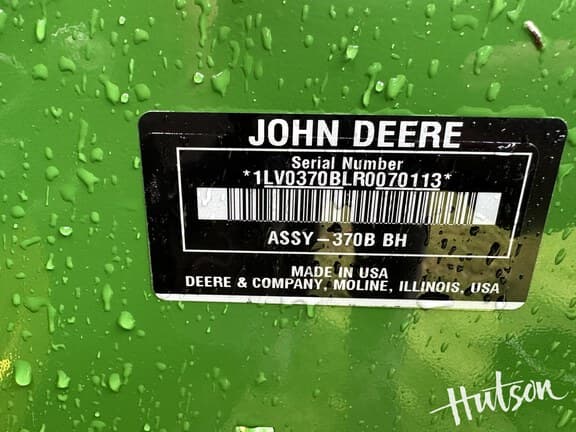 JOHN DEERE
Serial Number
*1LV0370BLR0070113*
ASSY-370B BH
MADE IN USA
DEERE & COMPANY, MOLINE, ILLINOIS, USA
Hutson